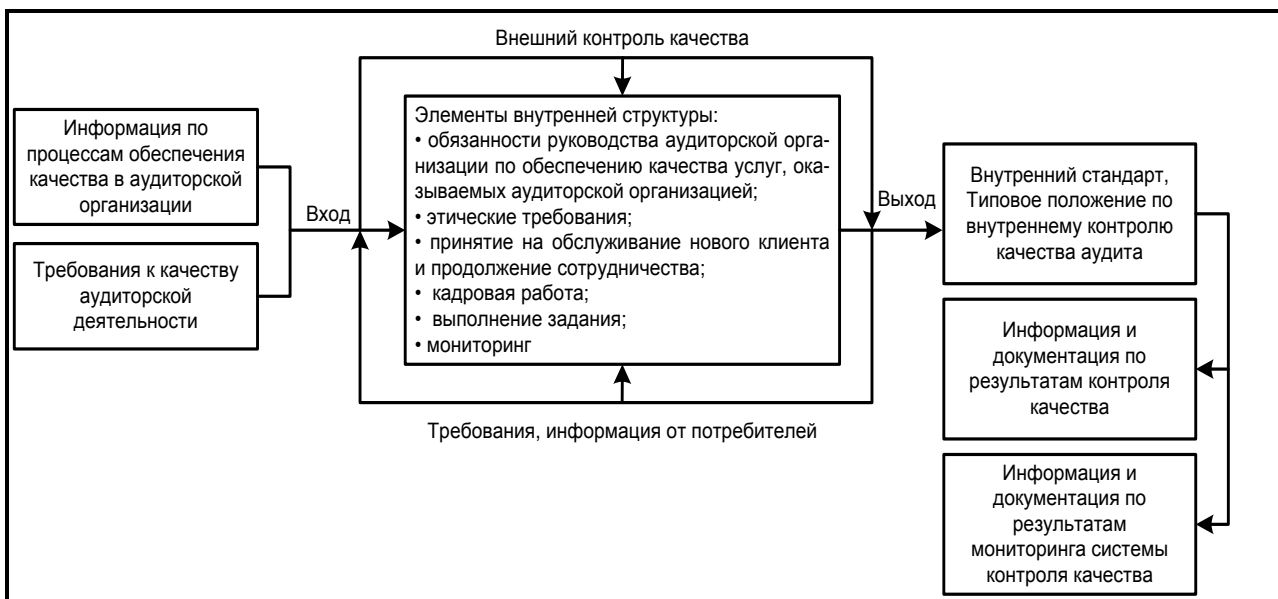 Внешний контроль качества
Информация по
процессам обеспечения
качества в аудиторской
организации
Требования к качеству
аудиторской
деятельности
Вход
Элементы внутренней структуры:
• обязанности руководства аудиторской орга-
низации по обеспечению качества услуг, ока-
зываемых аудиторской организацией;
• этические требования;
• принятие на обслуживание нового клиента
и продолжение сотрудничества;
• кадровая работа;
• выполнение задания;
• мониторинг
Требования, информация от потребителей
Выход
Внутренний стандарт,
Типовое положение по
внутреннему контролю
качества аудита
Информация и
документация по
результатам контроля
качества
Информация и
документация по
результатам
мониторинга системы
контроля качества